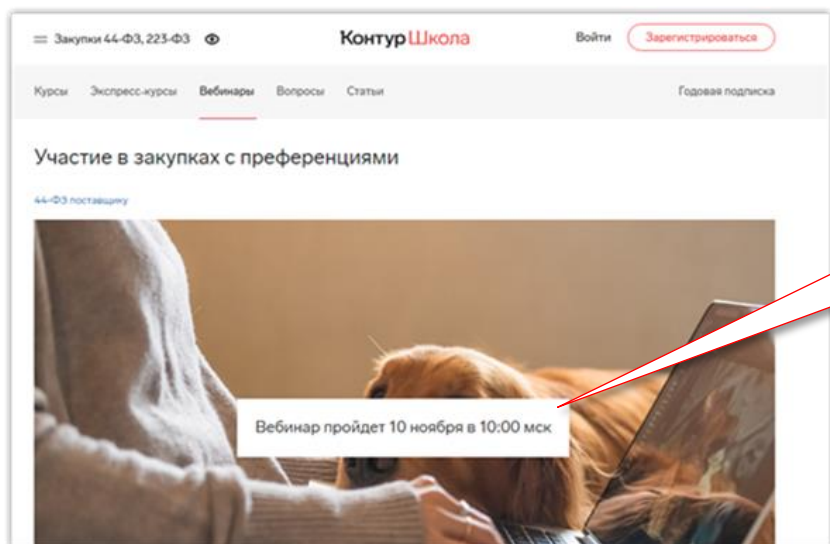 Закупки 44-ФЗ, 223-ФЗ КонтурШкола Войти Зарегистрироваться
Курсы Экспресс-курсы Вебинары Вопросы Статьи Годовая подписка
Участие в закупках с преференциями
44-ФЗ поставщику
Вебинар пройдет 10 ноября в 10:00 мск